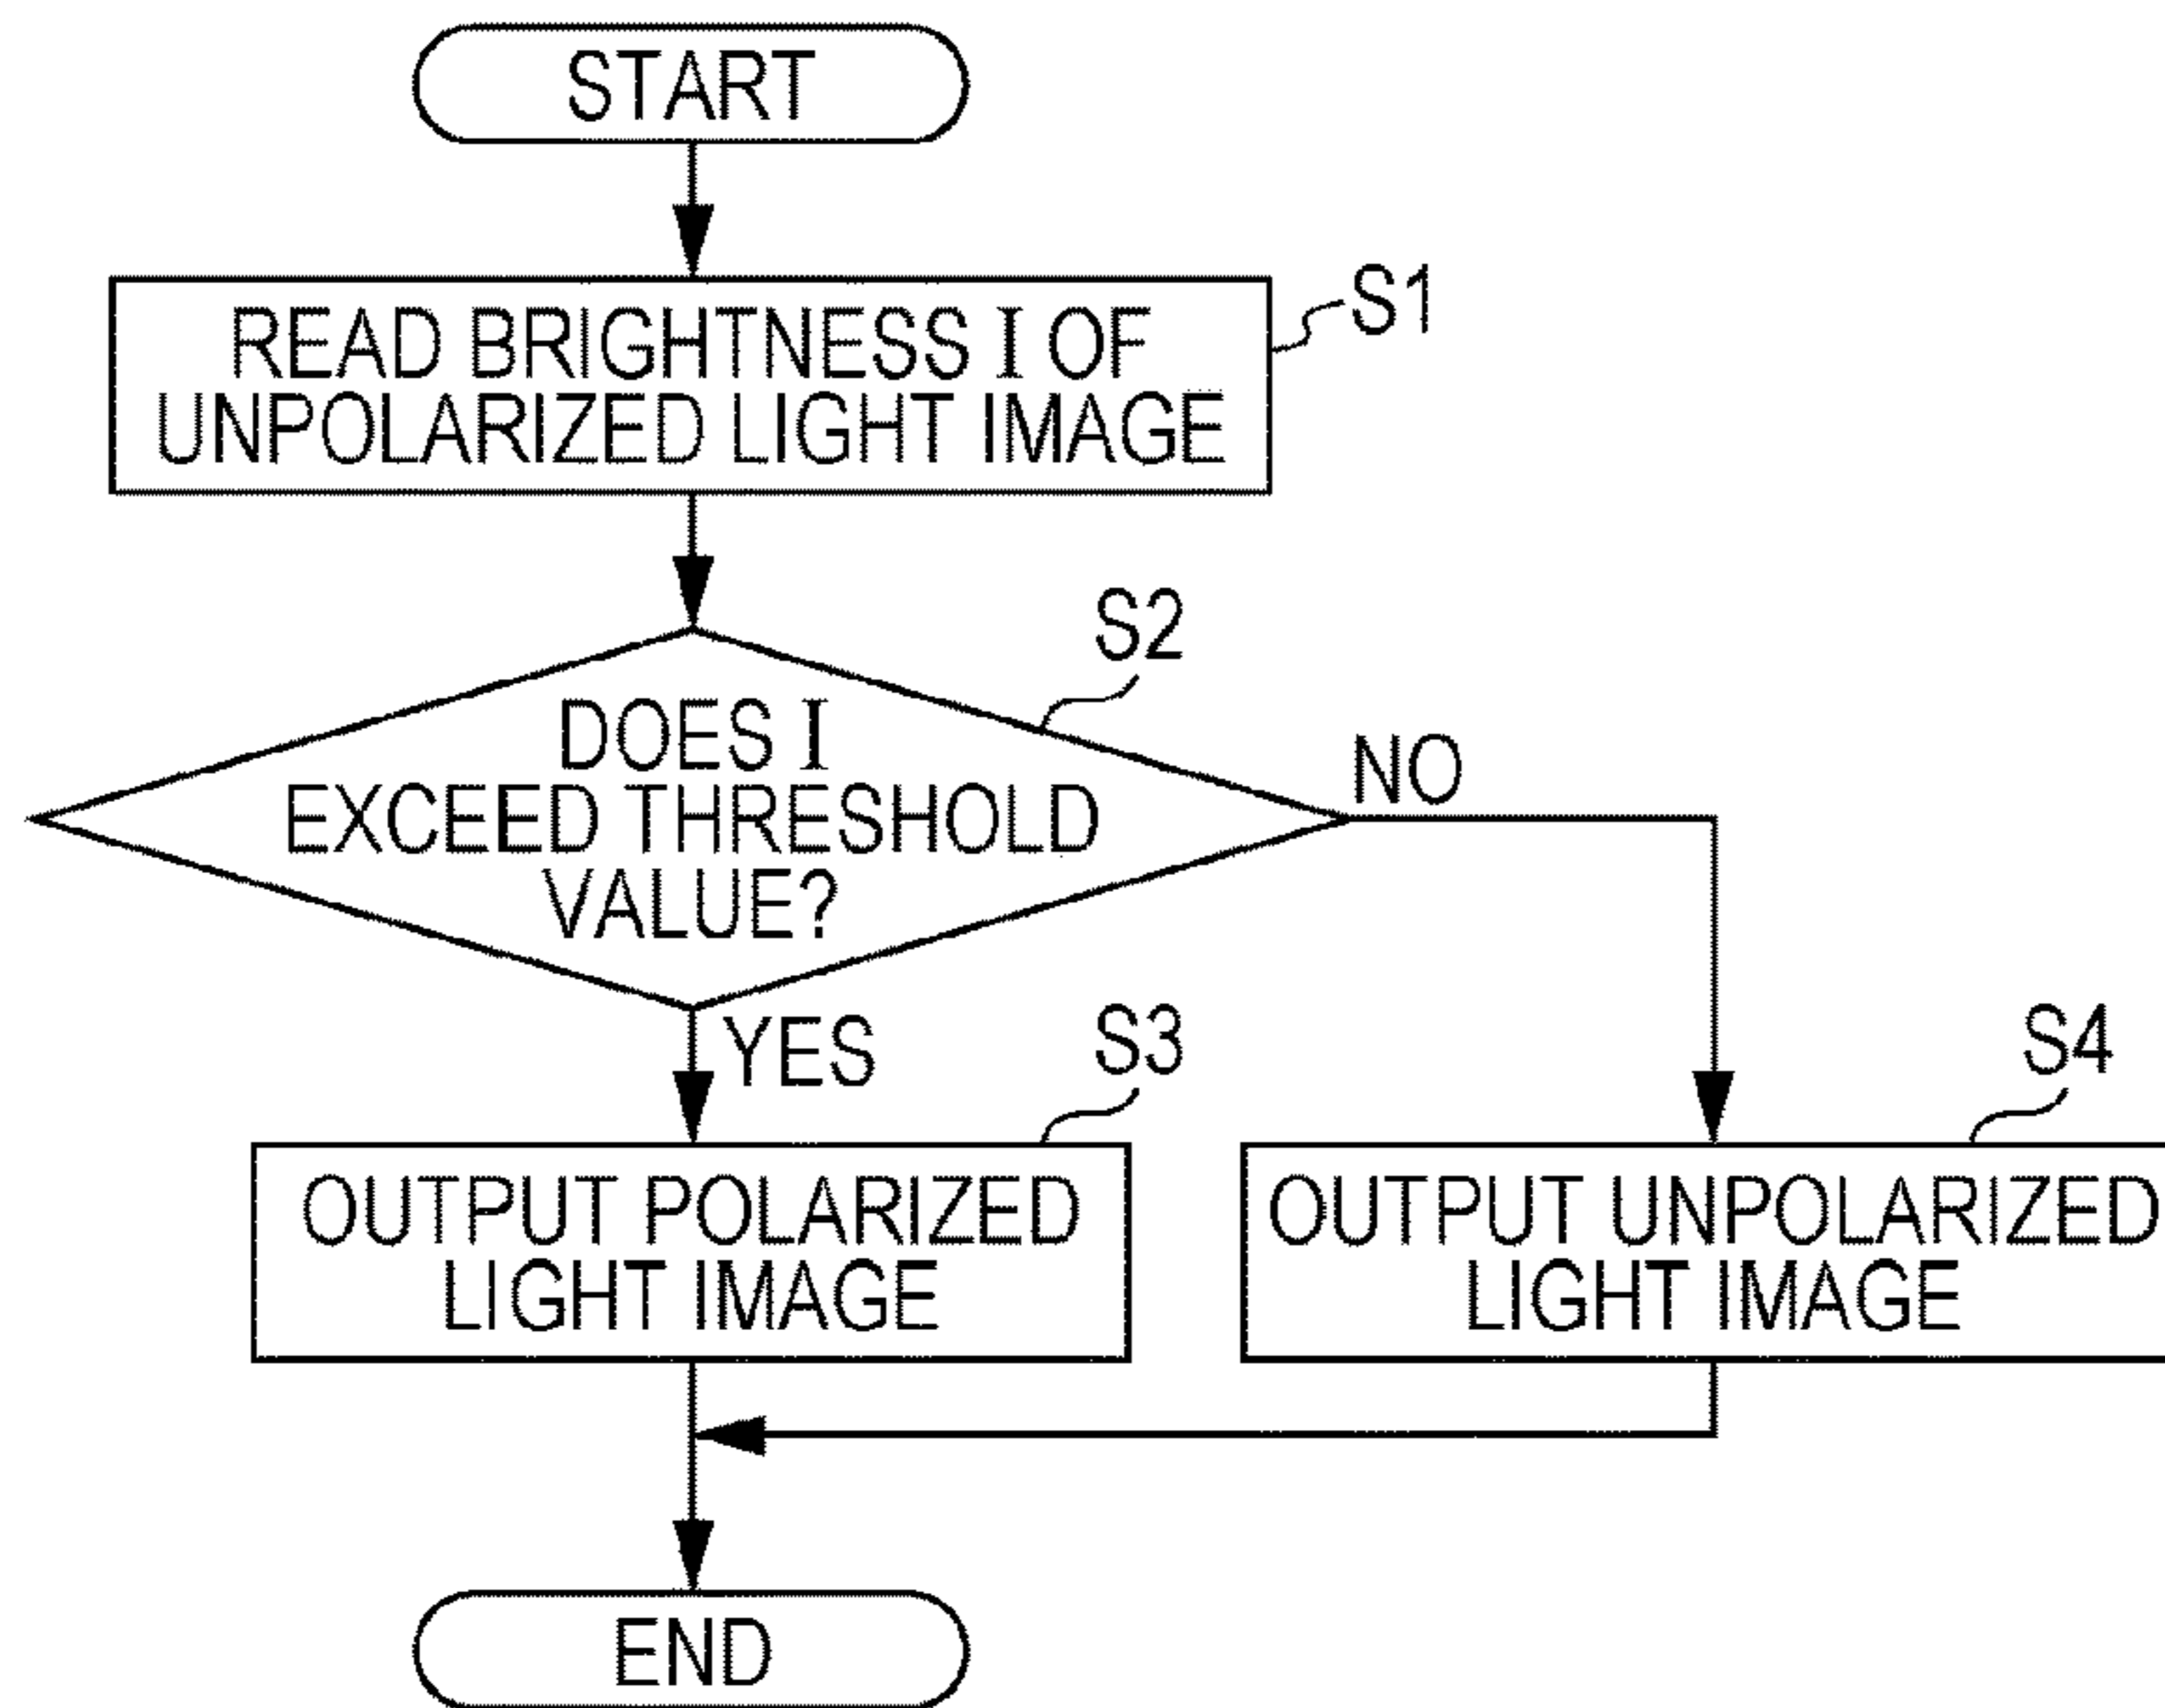 START
READ BRIGHTNESS I OF
UNPOLARIZED LIGHT IMAGE
S1
S2
DOES I
EXCEED THRESHOLD
VALUE?
NO
YES
S3
S4
OUTPUT POLARIZED
LIGHT IMAGE
OUTPUT UNPOLARIZED
LIGHT IMAGE
END